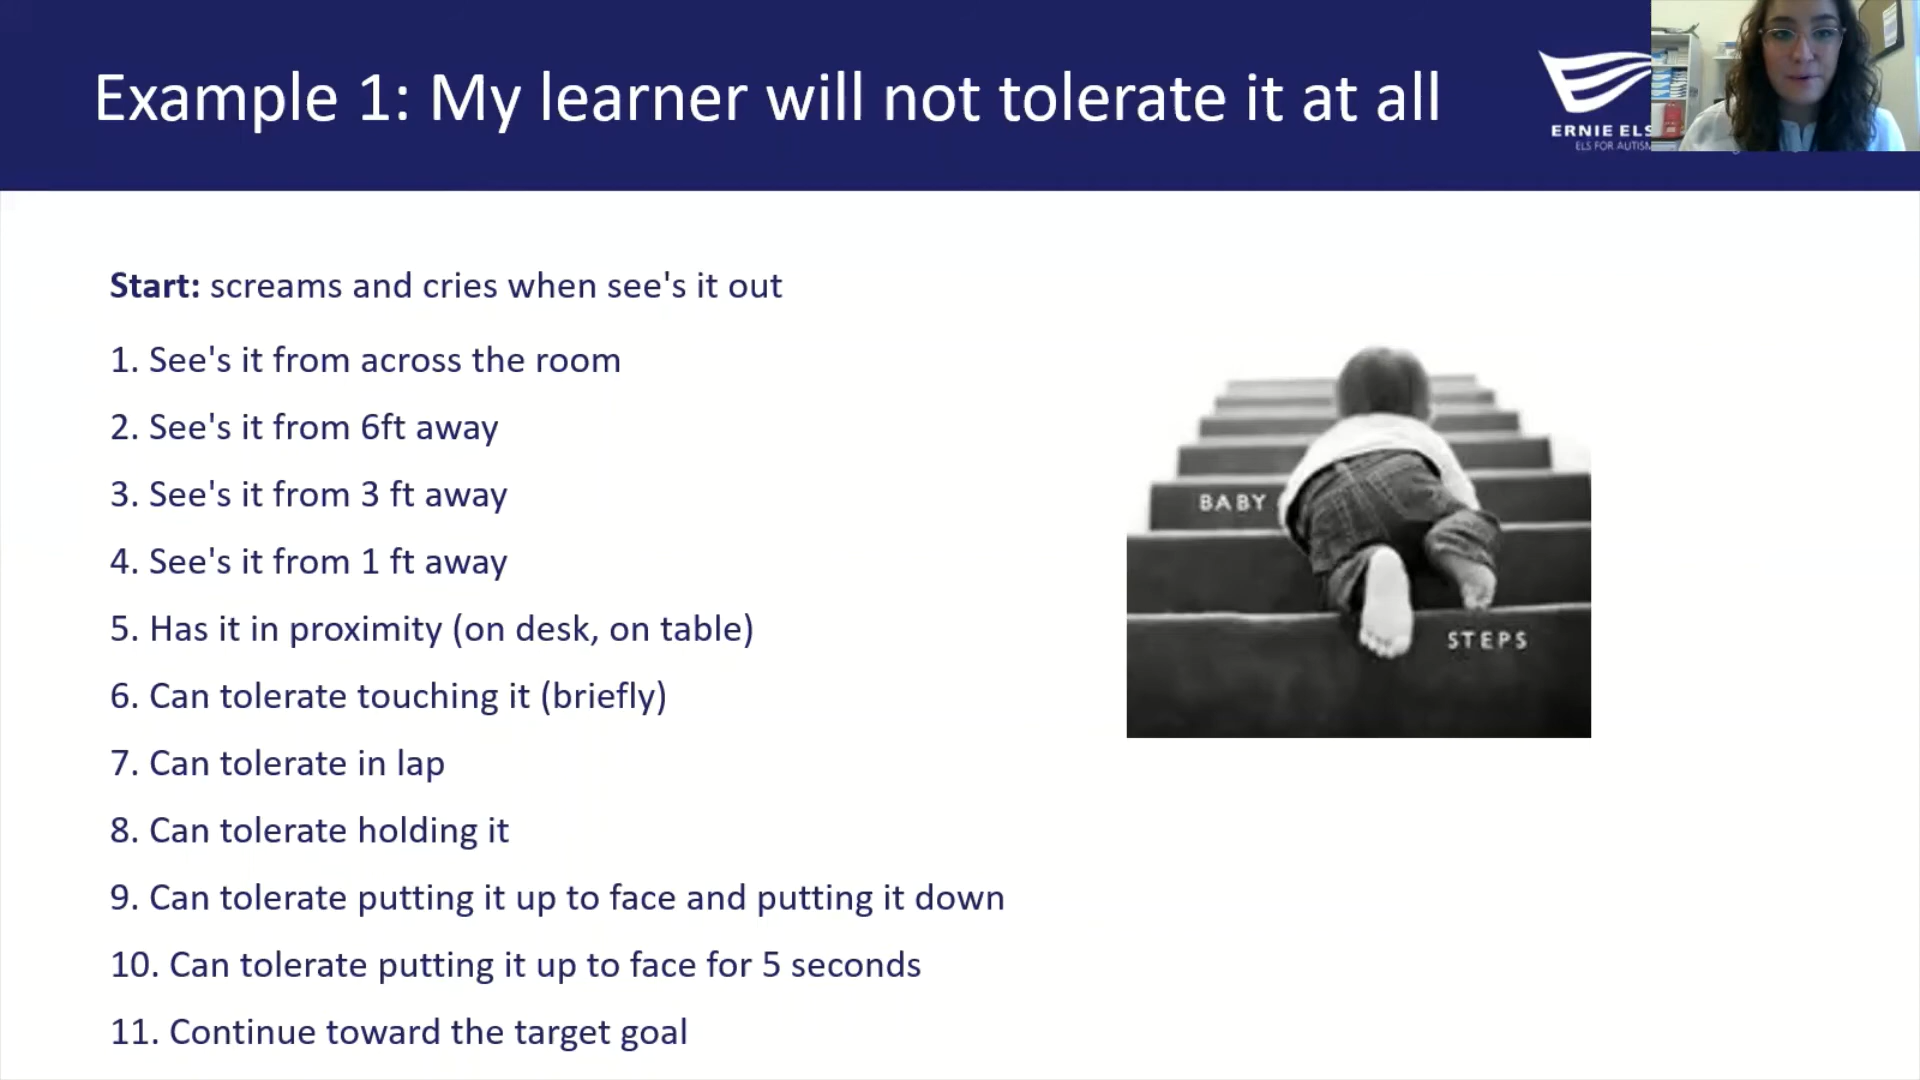 Example 1: My learner will not tolerate it at all
ERNIE ELS
ELS FOR AUTISM
Start: screams and cries when see's it out
1. See's it from across the room
2. See's it from 6ft away
3. See's it from 3 ft away
4. See's it from 1 ft away
5. Has it in proximity (on desk, on table)
6. Can tolerate touching it (briefly)
7. Can tolerate in lap
8. Can tolerate holding it
9. Can tolerate putting it up to face and putting it down
10. Can tolerate putting it up to face for 5 seconds
11. Continue toward the target goal
BABY
STEPS